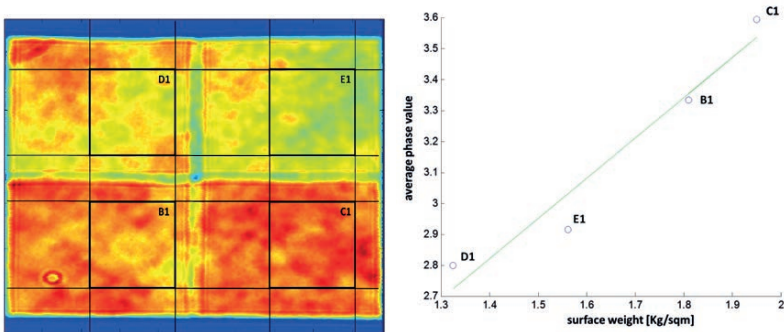 D1
E1
B1
C1
average phase value
3.6
3.5
3.4
3.3
3.2
3.1
3
2.9
2.8
2.7
C1
B1
E1
D1
1.3 1.4 1.5 1.6 1.7 1.8 1.9 2
surface weight [Kg/sqm]